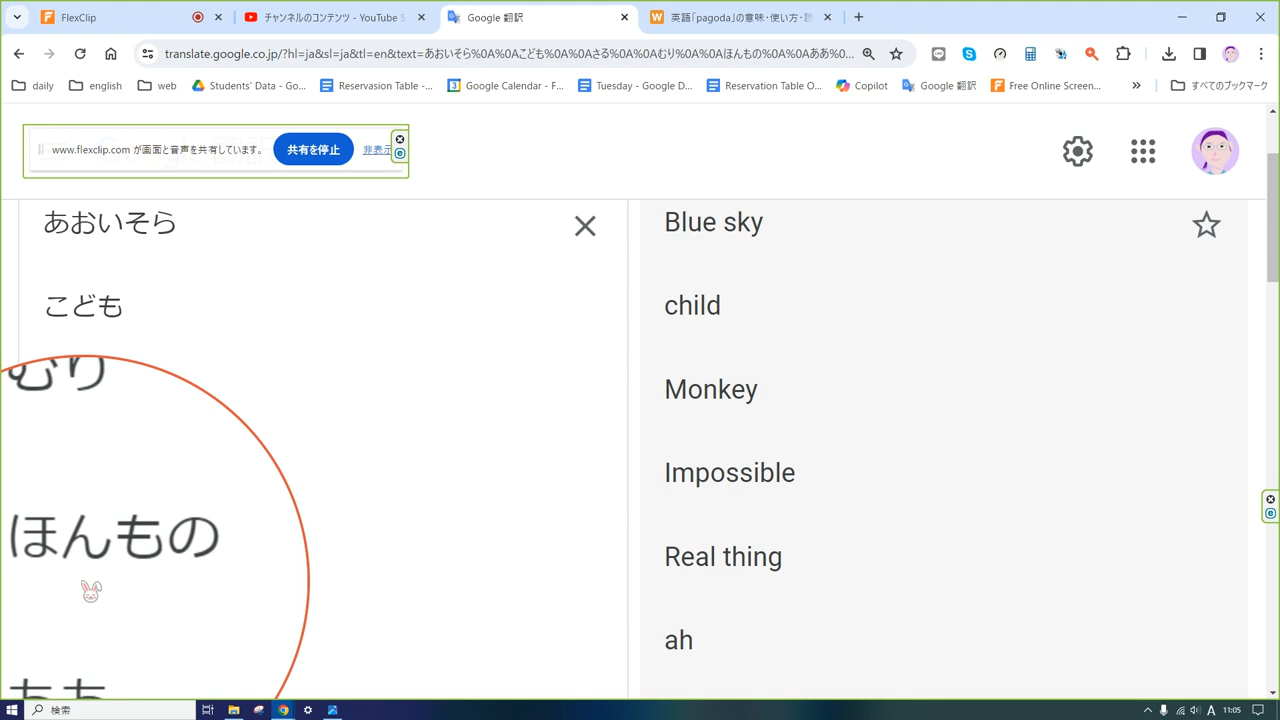 FlexClip
チャンネルのコンテンツ - YouTube S
Google 翻訳
英語「pagoda」の意味・使い方・読
translate.google.co.jp/?hl=ja&sl=ja&tl=en&text=あおいそら%0A%0Aこども%0A%0Aさる%0A%0Aむり%0A%0Aほんもの%0A%0Aああ%0...
daily
english
web
Students' Data - Go...
Reservasion Table -...
Google Calendar - F...
Tuesday - Google D...
Reservation Table O...
Copilot
Google 翻訳
Free Online Screen...
»
すべてのブックマーク
www.flexclip.com が画面と音声を共有しています。
共有を停止
非表示
あおいそら
Blue sky
こども
child
むり
Monkey
Impossible
ほんもの
Real thing
ah
検索
A
11:05